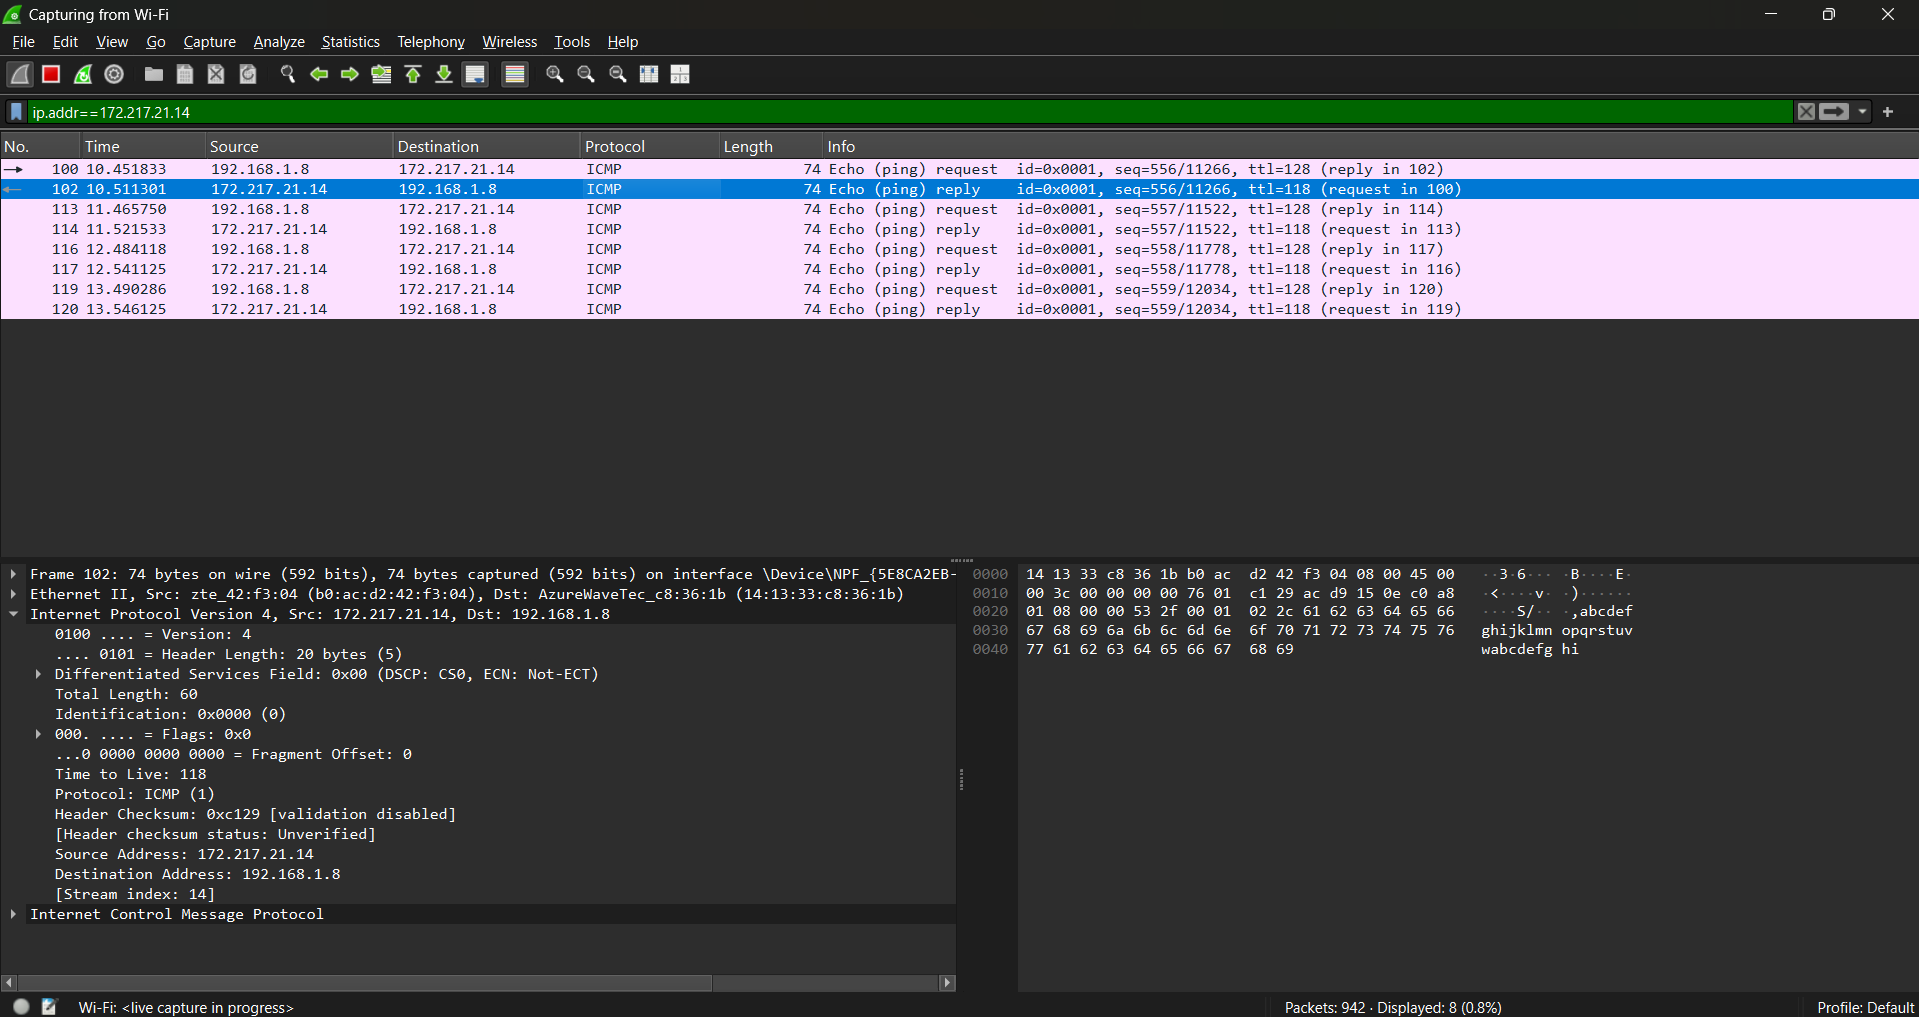 Capturing from Wi-Fi
File Edit View Go Capture Analyze Statistics Telephony Wireless Tools Help
ip.addr==172.217.21.14
No. Time Source Destination Protocol Length Info
100 10.451833 192.168.1.8 172.217.21.14 ICMP 74 Echo (ping) request id=0x0001, seq=556/11266, ttl=128 (reply in 102)
102 10.511301 172.217.21.14 192.168.1.8 ICMP 74 Echo (ping) reply id=0x0001, seq=556/11266, ttl=118 (request in 100)
113 11.465750 192.168.1.8 172.217.21.14 ICMP 74 Echo (ping) request id=0x0001, seq=557/11522, ttl=128 (reply in 114)
114 11.521533 172.217.21.14 192.168.1.8 ICMP 74 Echo (ping) reply id=0x0001, seq=557/11522, ttl=118 (request in 113)
116 12.484118 192.168.1.8 172.217.21.14 ICMP 74 Echo (ping) request id=0x0001, seq=558/11778, ttl=128 (reply in 117)
117 12.541125 172.217.21.14 192.168.1.8 ICMP 74 Echo (ping) reply id=0x0001, seq=558/11778, ttl=118 (request in 116)
119 13.490286 192.168.1.8 172.217.21.14 ICMP 74 Echo (ping) request id=0x0001, seq=559/12034, ttl=128 (reply in 120)
120 13.546125 172.217.21.14 192.168.1.8 ICMP 74 Echo (ping) reply id=0x0001, seq=559/12034, ttl=118 (request in 119)
Frame 102: 74 bytes on wire (592 bits), 74 bytes captured (592 bits) on interface \Device\NPF_{5E8CA2EB-
Ethernet II, Src: zte_42:f3:04 (b0:ac:d2:42:f3:04), Dst: AzureWaveTec_c8:36:1b (14:13:33:c8:36:1b)
Internet Protocol Version 4, Src: 172.217.21.14, Dst: 192.168.1.8
0100 .... = Version: 4
.... 0101 = Header Length: 20 bytes (5)
Differentiated Services Field: 0x00 (DSCP: CS0, ECN: Not-ECT)
Total Length: 60
Identification: 0x0000 (0)
000. .... = Flags: 0x0
...0 0000 0000 0000 = Fragment Offset: 0
Time to Live: 118
Protocol: ICMP (1)
Header Checksum: 0xc129 [validation disabled]
[Header checksum status: Unverified]
Source Address: 172.217.21.14
Destination Address: 192.168.1.8
[Stream index: 14]
Internet Control Message Protocol
0000 14 13 33 c8 36 1b b0 ac d2 42 f3 04 08 00 45 00 ··3·6··· ·B····E·
0010 00 3c 00 00 00 00 76 01 c1 29 ac d9 15 0e c0 a8 ·<····v· ·)······
0020 01 08 00 00 53 2f 00 01 02 2c 61 62 63 64 65 66 ····S/·· ·,abcdef
0030 67 68 69 6a 6b 6c 6d 6e 6f 70 71 72 73 74 75 76 ghijklmn opqrstuv
0040 77 61 62 63 64 65 66 67 68 69 wabcdefg hi
Wi-Fi: <live capture in progress> Packets: 942 · Displayed: 8 (0.8%) Profile: Default